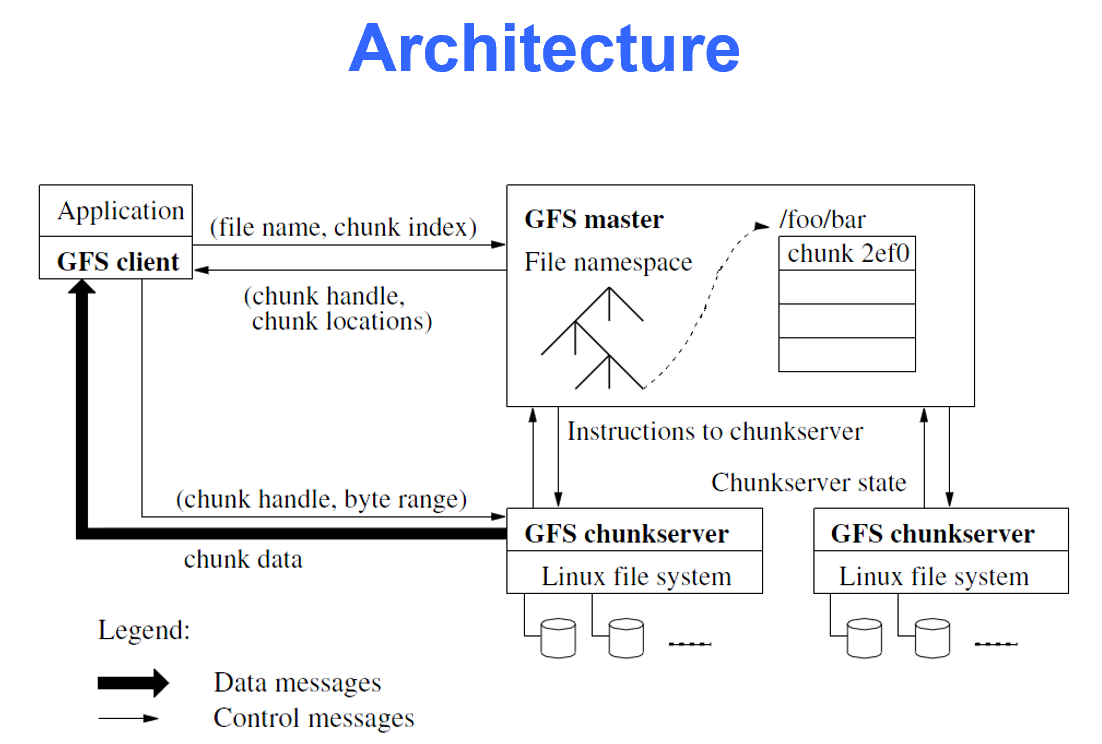 Architecture
Application
GFS client
(file name, chunk index)
(chunk handle,
chunk locations)
GFS master
File namespace
/foo/bar
chunk 2ef0
Instructions to chunkserver
Chunkserver state
(chunk handle, byte range)
chunk data
GFS chunkserver
Linux file system
GFS chunkserver
Linux file system
Legend:
Data messages
Control messages